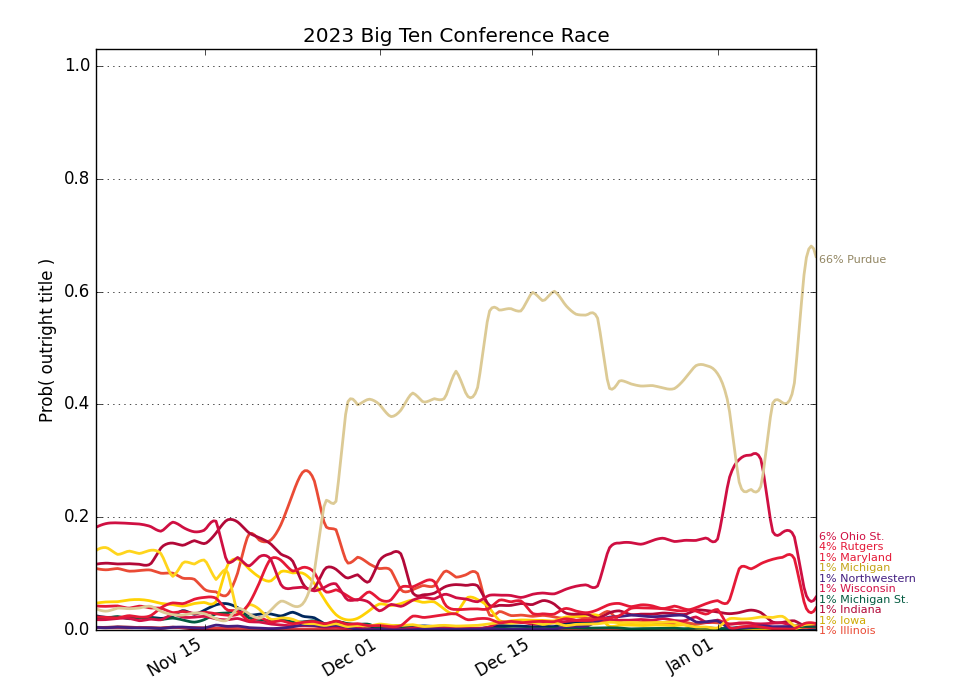 2023 Big Ten Conference Race
Prob( outright title )
1.0
0.8
0.6
0.4
0.2
0.0
Nov 15
Dec 01
Dec 15
Jan 01
66% Purdue
6% Ohio St.
4% Rutgers
1% Maryland
1% Michigan
1% Northwestern
1% Wisconsin
1% Michigan St.
1% Indiana
1% Iowa
1% Illinois